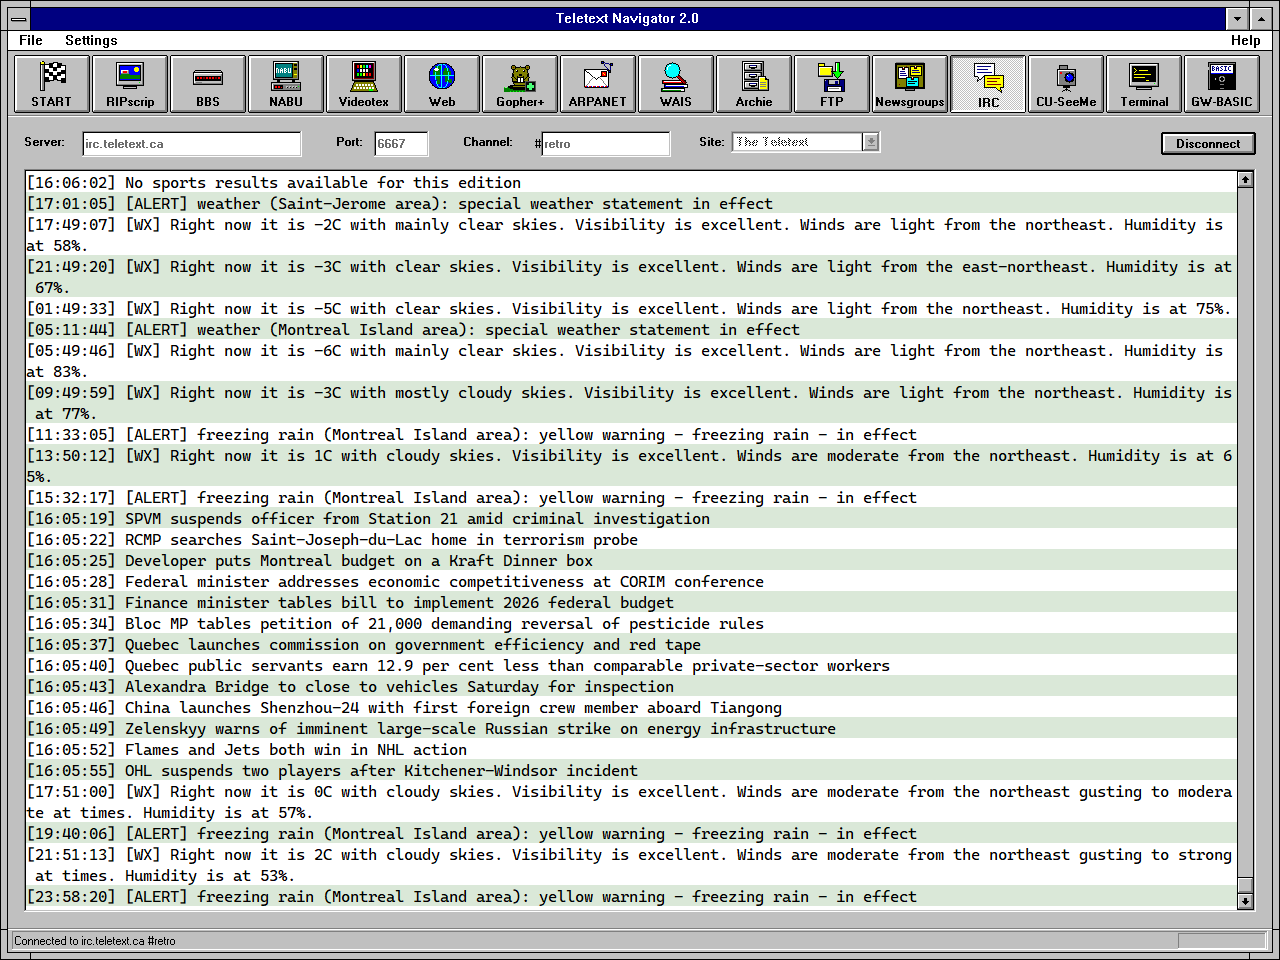 Teletext Navigator 2.0
File Settings Help
START RIPscrip BBS NABU Videotex Web Gopher+ ARPANET WAIS Archie FTP Newsgroups IRC CU-SeeMe Terminal GW-BASIC
Server: irc.teletext.ca Port: 6667 Channel: # retro Site: The Teletext Disconnect
[16:06:02] No sports results available for this edition
[17:01:05] [ALERT] weather (Saint-Jerome area): special weather statement in effect
[17:49:07] [WX] Right now it is -2C with mainly clear skies. Visibility is excellent. Winds are light from the northeast. Humidity is
at 58%.
[21:49:20] [WX] Right now it is -3C with clear skies. Visibility is excellent. Winds are light from the east-northeast. Humidity is at
67%.
[01:49:33] [WX] Right now it is -5C with clear skies. Visibility is excellent. Winds are light from the northeast. Humidity is at 75%.
[05:11:44] [ALERT] weather (Montreal Island area): special weather statement in effect
[05:49:46] [WX] Right now it is -6C with mainly clear skies. Visibility is excellent. Winds are light from the northeast. Humidity is
at 83%.
[09:49:59] [WX] Right now it is -3C with mostly cloudy skies. Visibility is excellent. Winds are light from the northeast. Humidity is
at 77%.
[11:33:05] [ALERT] freezing rain (Montreal Island area): yellow warning - freezing rain - in effect
[13:50:12] [WX] Right now it is 1C with cloudy skies. Visibility is excellent. Winds are moderate from the northeast. Humidity is at 6
5%.
[15:32:17] [ALERT] freezing rain (Montreal Island area): yellow warning - freezing rain - in effect
[16:05:19] SPVM suspends officer from Station 21 amid criminal investigation
[16:05:22] RCMP searches Saint-Joseph-du-Lac home in terrorism probe
[16:05:25] Developer puts Montreal budget on a Kraft Dinner box
[16:05:28] Federal minister addresses economic competitiveness at CORIM conference
[16:05:31] Finance minister tables bill to implement 2026 federal budget
[16:05:34] Bloc MP tables petition of 21,000 demanding reversal of pesticide rules
[16:05:37] Quebec launches commission on government efficiency and red tape
[16:05:40] Quebec public servants earn 12.9 per cent less than comparable private-sector workers
[16:05:43] Alexandra Bridge to close to vehicles Saturday for inspection
[16:05:46] China launches Shenzhou-24 with first foreign crew member aboard Tiangong
[16:05:49] Zelenskyy warns of imminent large-scale Russian strike on energy infrastructure
[16:05:52] Flames and Jets both win in NHL action
[16:05:55] OHL suspends two players after Kitchener-Windsor incident
[17:51:00] [WX] Right now it is 0C with cloudy skies. Visibility is excellent. Winds are moderate from the northeast gusting to modera
te at times. Humidity is at 57%.
[19:40:06] [ALERT] freezing rain (Montreal Island area): yellow warning - freezing rain - in effect
[21:51:13] [WX] Right now it is 2C with cloudy skies. Visibility is excellent. Winds are moderate from the northeast gusting to strong
at times. Humidity is at 53%.
[23:58:20] [ALERT] freezing rain (Montreal Island area): yellow warning - freezing rain - in effect
Connected to irc.teletext.ca #retro